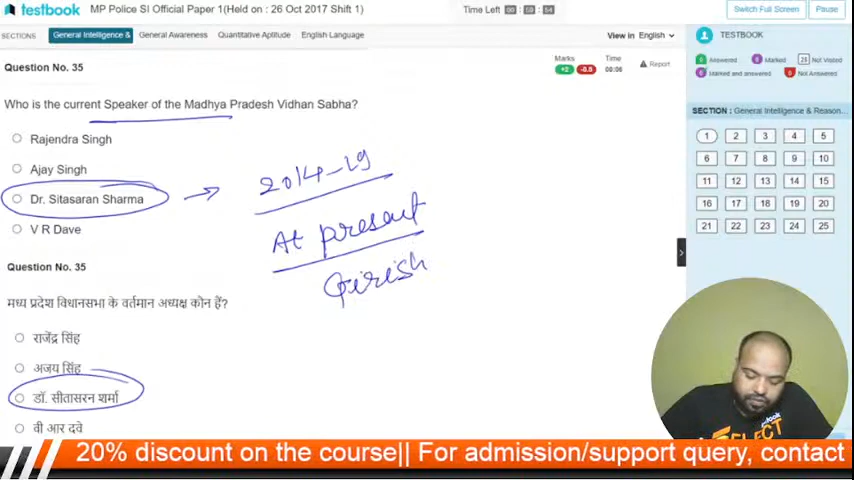 testbook
MP Police SI Official Paper 1(Held on : 26 Oct 2017 Shift 1)
Time Left
Switch Full Screen
Pause
SECTIONS
General Intelligence &
General Awareness
Quantitative Aptitude
English Language
View in English
TESTBOOK
Question No. 35
Marks
+2
Time
00:06
Report
Answered
Marked
Not Visited
Marked and answered
Not Answered
Who is the current Speaker of the Madhya Pradesh Vidhan Sabha?
SECTION : General Intelligence & Reason...
Rajendra Singh
Ajay Singh
Dr. Sitasaran Sharma
V R Dave
2014-19
At present
Girish
1 2 3 4 5
6 7 8 9 10
11 12 13 14 15
16 17 18 19 20
21 22 23 24 25
Question No. 35
मध्य प्रदेश विधानसभा के वर्तमान अध्यक्ष कौन हैं?
राजेंद्र सिंह
अजय सिंह
डॉ. सीतासरन शर्मा
वी आर दवे
SELECT
20% discount on the course|| For admission/support query, contact